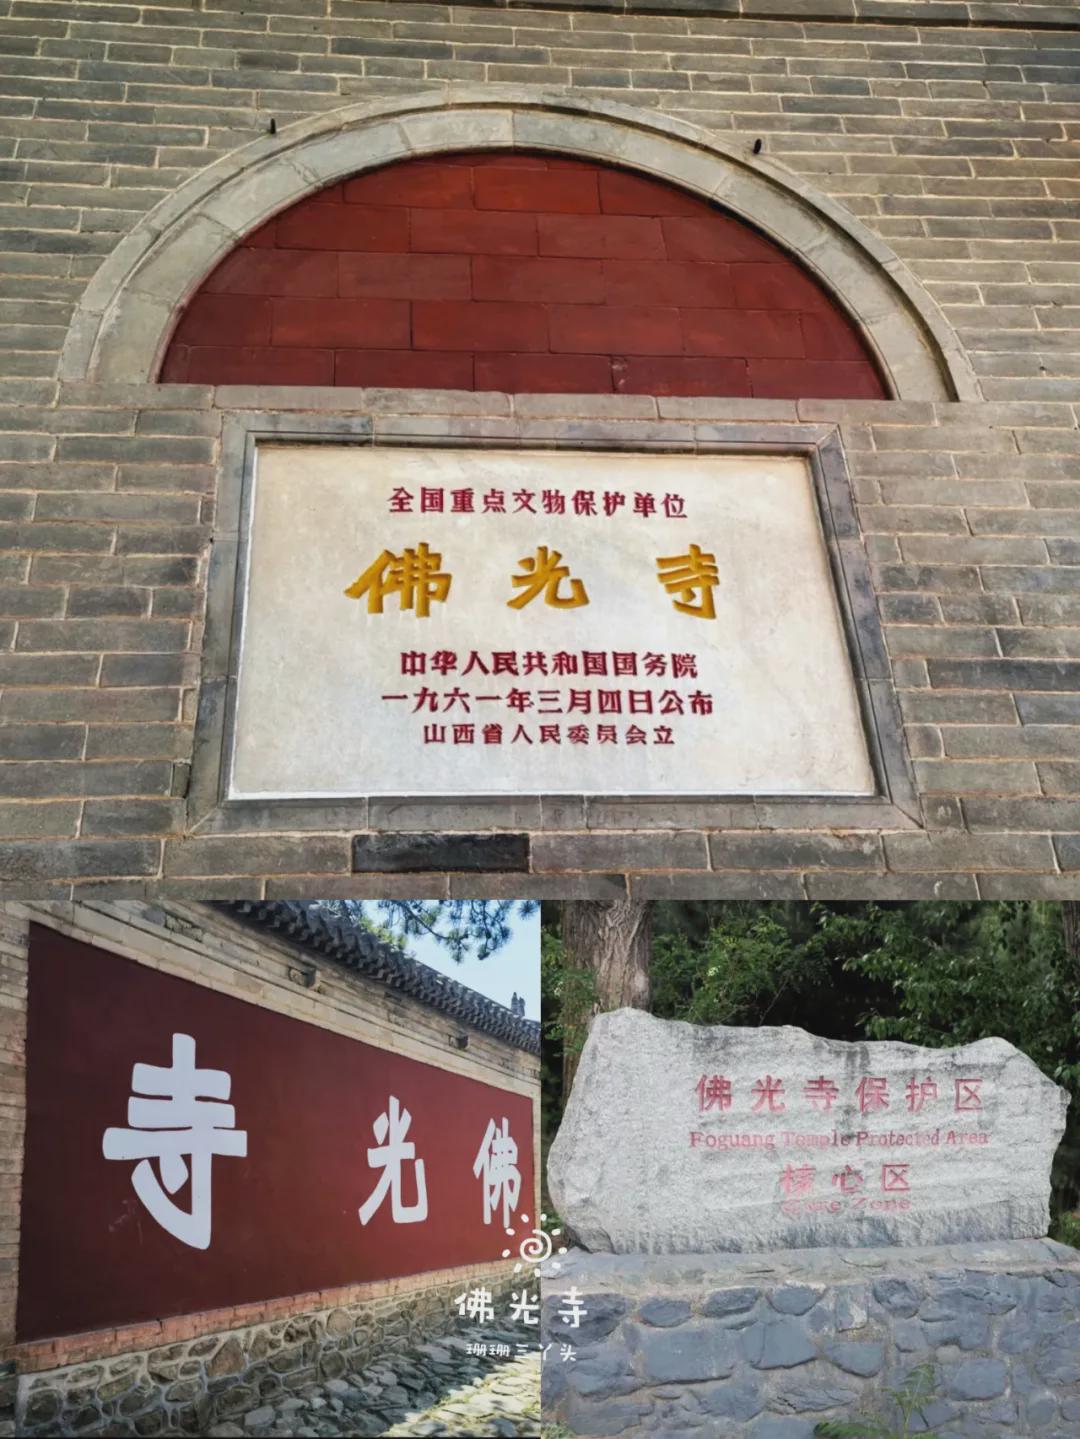 全国重点文物保护单位
佛光寺
中华人民共和国国务院
一九六一年三月四日公布
山西省人民委员会立
佛光寺
佛光寺保护区
Foguang Temple Protected Area
核心区
Core Zone
佛光寺
珊珊三丫头